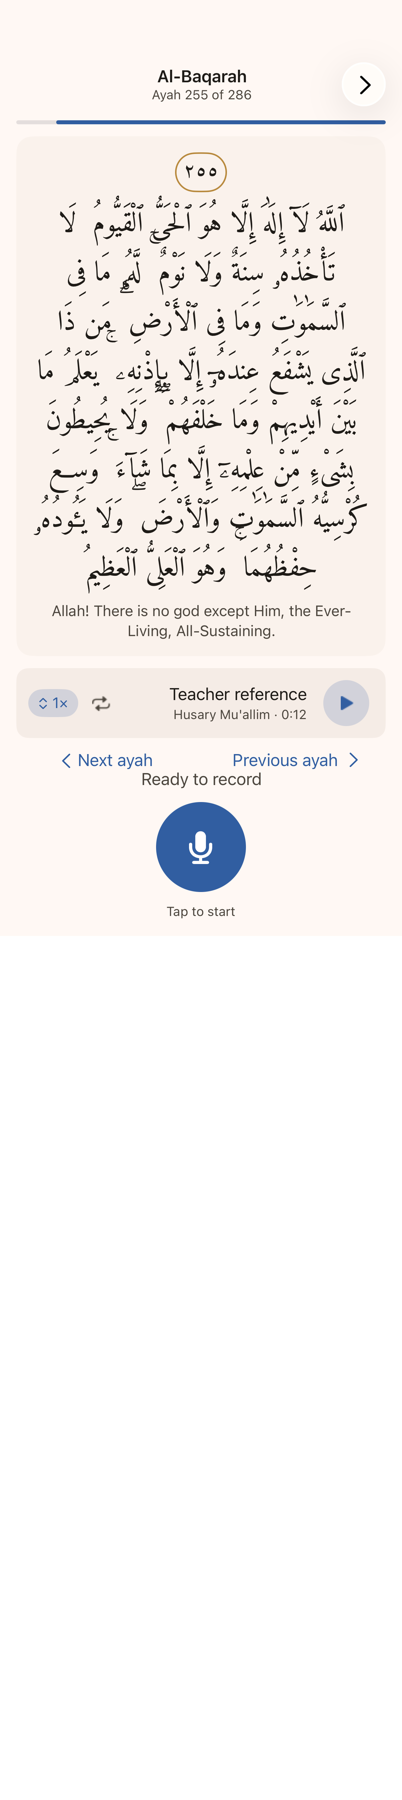 Al-Baqarah
Ayah 255 of 286
٢٥٥
ٱللَّهُ لَآ إِلَٰهَ إِلَّا هُوَ ٱلْحَىُّ ٱلْقَيُّومُ ۚ لَا
تَأْخُذُهُۥ سِنَةٌ وَلَا نَوْمٌ ۚ لَّهُۥ مَا فِى
ٱلسَّمَٰوَٰتِ وَمَا فِى ٱلْأَرْضِ ۗ مَن ذَا
ٱلَّذِى يَشْفَعُ عِندَهُۥٓ إِلَّا بِإِذْنِهِۦ ۚ يَعْلَمُ مَا
بَيْنَ أَيْدِيهِمْ وَمَا خَلْفَهُمْ ۖ وَلَا يُحِيطُونَ
بِشَىْءٍ مِّنْ عِلْمِهِۦٓ إِلَّا بِمَا شَآءَ ۚ وَسِعَ
كُرْسِيُّهُ ٱلسَّمَٰوَٰتِ وَٱلْأَرْضَ ۖ وَلَا يَـُٔودُهُۥ
حِفْظُهُمَا ۚ وَهُوَ ٱلْعَلِىُّ ٱلْعَظِيمُ
Allah! There is no god except Him, the Ever-
Living, All-Sustaining.
1×
Teacher reference
Husary Mu'allim · 0:12
Next ayah
Previous ayah
Ready to record
Tap to start